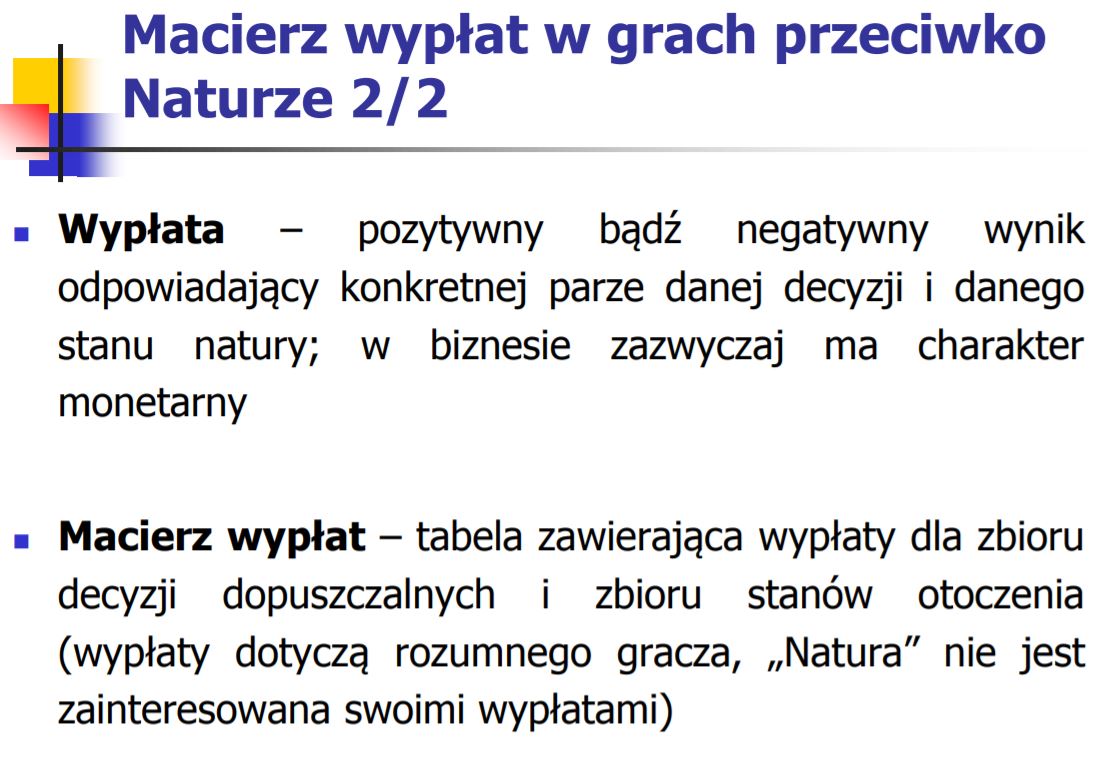 Macierz wypłat w grach przeciwko
Naturze 2/2
Wypłata – pozytywny bądź negatywny wynik
odpowiadający konkretnej parze danej decyzji i danego
stanu natury; w biznesie zazwyczaj ma charakter
monetarny
Macierz wypłat – tabela zawierająca wypłaty dla zbioru
decyzji dopuszczalnych i zbioru stanów otoczenia
(wypłaty dotyczą rozumnego gracza, „Natura” nie jest
zainteresowana swoimi wypłatami)